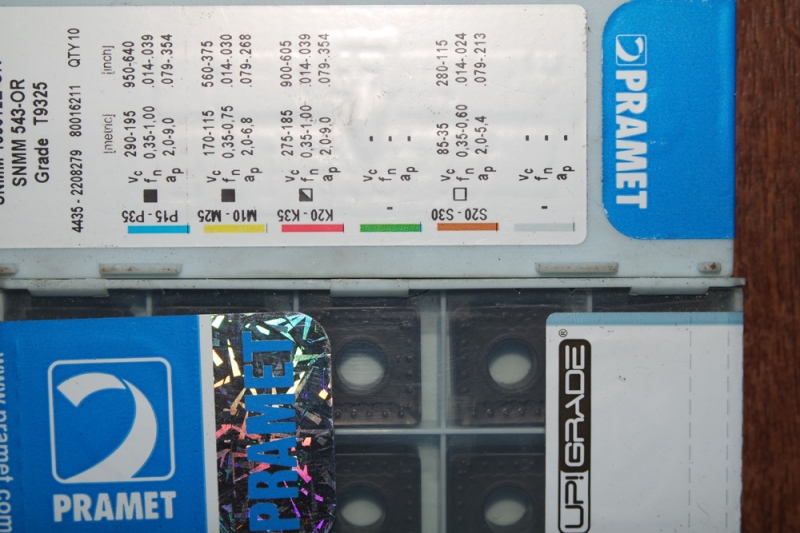 SNMM 543-OR
Grade T9325
4435 - 2208279 80016211 QTY10
[metric] [inch]
P15 - P35
vc 290-195 950-640
fn 0,35-1,00 .014-.039
ap 2,0-9,0 .079-.354
M10 - M25
vc 170-115 560-375
fn 0,35-0,75 .014-.030
ap 2,0-6,8 .079-.268
K20 - K35
vc 275-185 900-605
fn 0,35-1,00 .014-.039
ap 2,0-9,0 .079-.354
-
vc -
fn -
ap -
S20 - S30
vc 85-35 280-115
fn 0,35-0,60 .014-.024
ap 2,0-5,4 .079-.213
-
vc -
fn -
ap -
PRAMET
www.pramet.com
PRAMET
PRAMET
UP!GRADE®